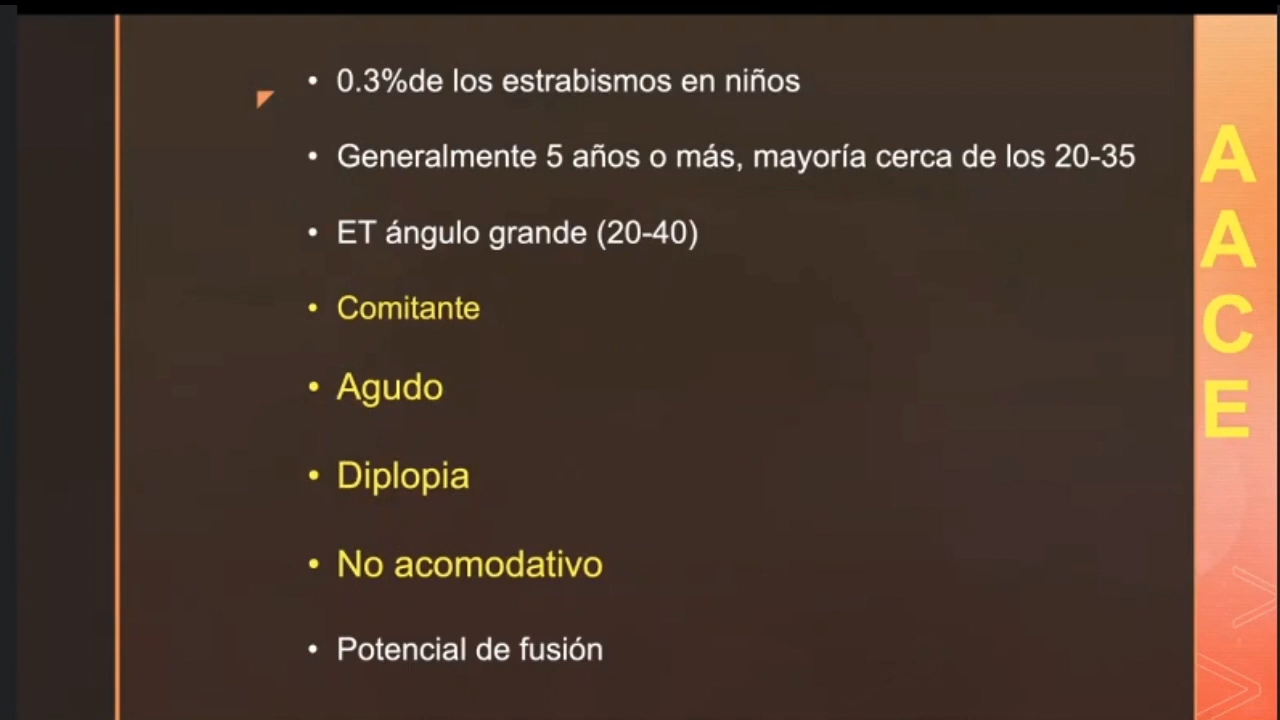 • 0.3%de los estrabismos en niños
• Generalmente 5 años o más, mayoría cerca de los 20-35
• ET ángulo grande (20-40)
• Comitante
• Agudo
• Diplopia
• No acomodativo
• Potencial de fusión
A
A
C
E